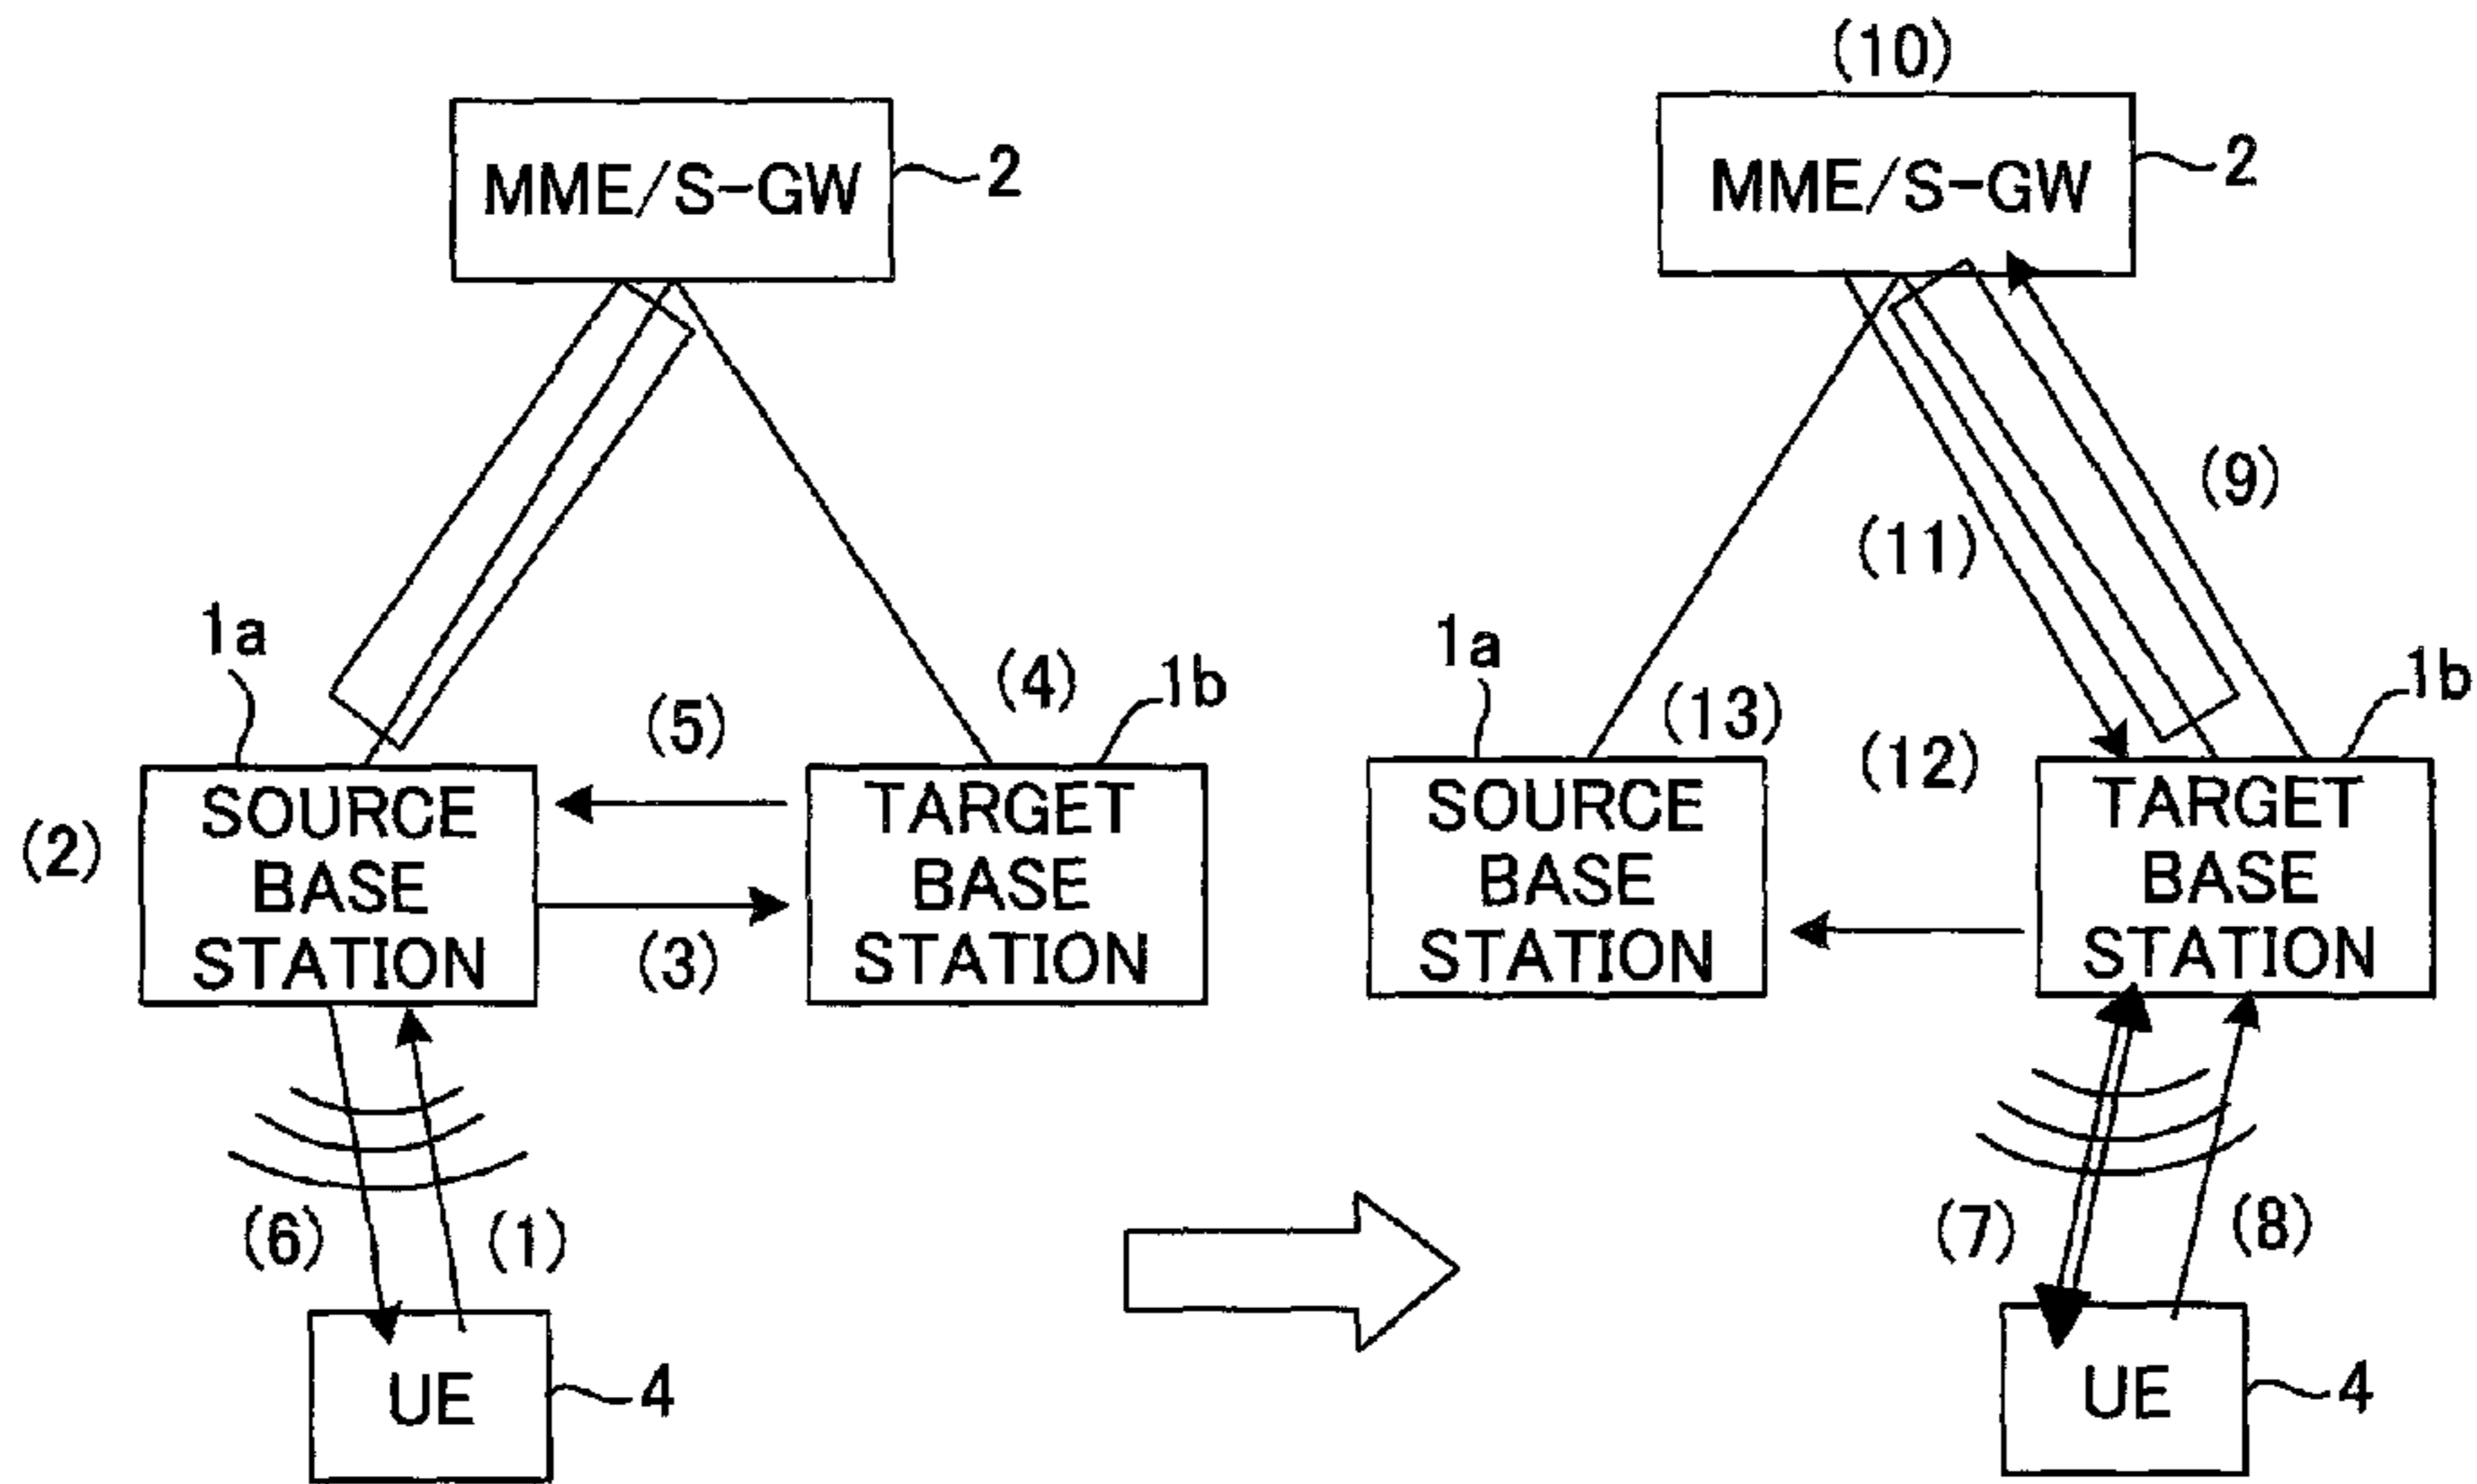 MME/S-GW
2
1a
(5)
(4)
1b
(2)
SOURCE
BASE
STATION
TARGET
BASE
STATION
(3)
(6)
(1)
UE
4
(10)
MME/S-GW
2
(9)
(11)
1a
(13)
(12)
1b
SOURCE
BASE
STATION
TARGET
BASE
STATION
(7)
(8)
UE
4